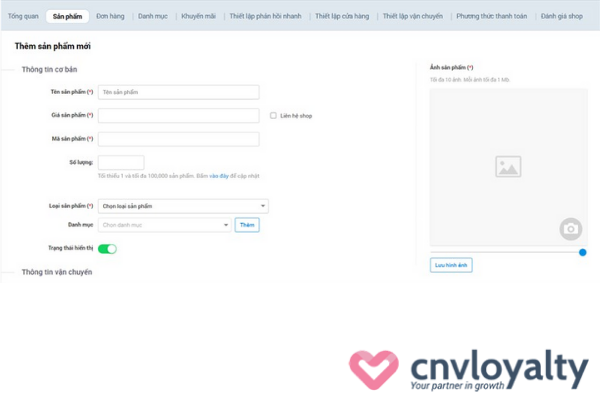 Tổng quan Sản phẩm Đơn hàng Danh mục Khuyến mãi Thiết lập phản hồi nhanh Thiết lập cửa hàng Thiết lập vận chuyển Phương thức thanh toán Đánh giá shop
Thêm sản phẩm mới
Thông tin cơ bản
Ảnh sản phẩm (*)
Tối đa 10 ảnh. Mỗi ảnh tối đa 1 Mb.
Tên sản phẩm (*) Tên sản phẩm
Giá sản phẩm (*) Liên hệ shop
Mã sản phẩm (*)
Số lượng:
Tối thiểu 1 và tối đa 100,000 sản phẩm. Bấm vào đây để cập nhật
Loại sản phẩm (*) Chọn loại sản phẩm
Danh mục Chọn danh mục Thêm
Trạng thái hiển thị
Lưu hình ảnh
Thông tin vận chuyển
cnvloyalty
Your partner in growth